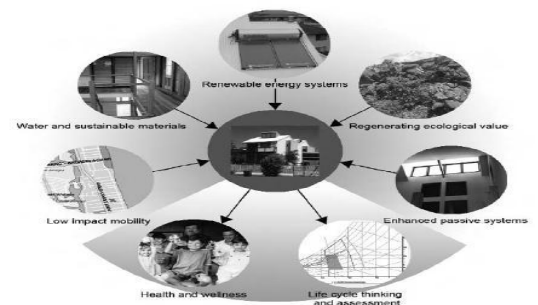 Renewable energy systems
Water and sustainable materials
Regenerating ecological value
Low impact mobility
Enhanced passive systems
Health and wellness
Life cycle thinking
and assessment